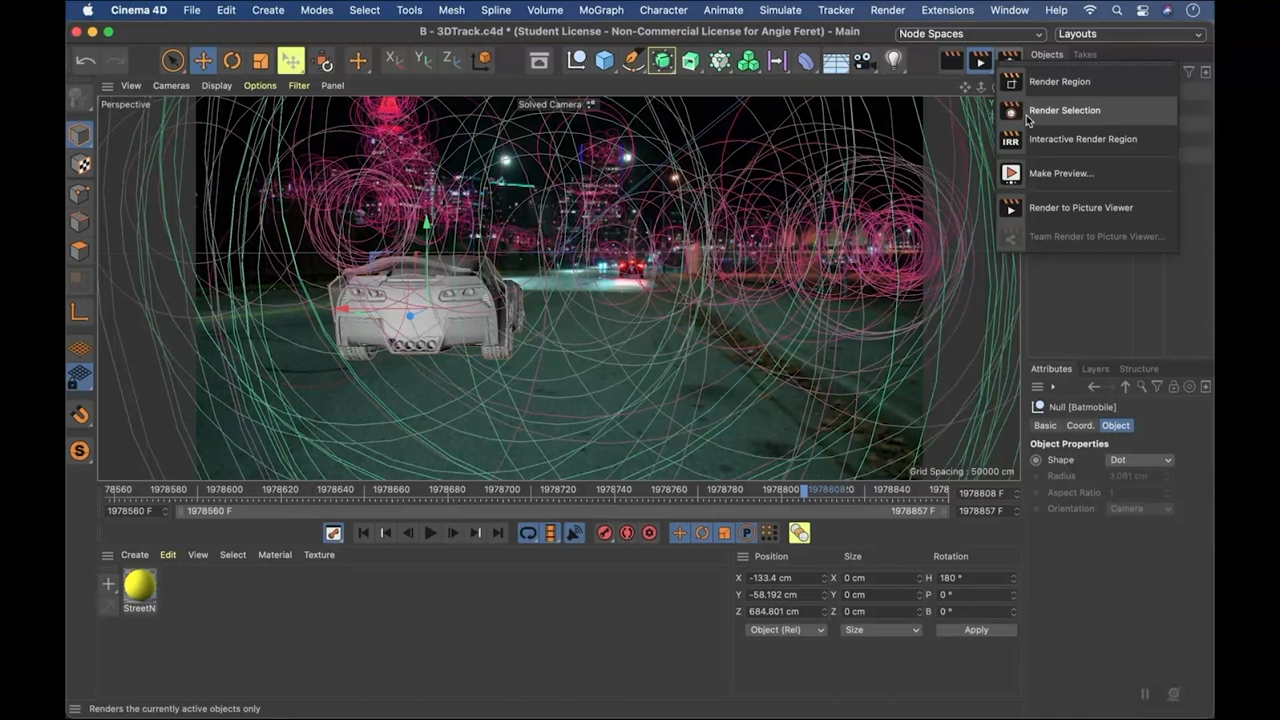 Cinema 4D File Edit Create Modes Select Tools Mesh Spline Volume MoGraph Character Animate Simulate Tracker Render Extensions Window Help
B - 3DTrack.c4d * (Student License - Non-Commercial License for Angie Feret) - Main
Node Spaces
Layouts
X Y Z
Objects Takes
View Cameras Display Options Filter Panel
Perspective
Solved Camera
Render Region
Render Selection
IRR Interactive Render Region
Make Preview...
Render to Picture Viewer
Team Render to Picture Viewer...
Grid Spacing : 50000 cm
Attributes Layers Structure
Null [Batmobile]
Basic Coord. Object
Object Properties
Shape Dot
Radius 3.081 cm
Aspect Ratio 1
Orientation Camera
78560 1978580 1978600 1978620 1978640 1978660 1978680 1978700 1978720 1978740 1978760 1978780 1978800 1978808 :0 1978840 1978 1978808 F
1978560 F 1978560 F 1978857 F 1978857 F
P
Create Edit View Select Material Texture
StreetN
Position Size Rotation
X -133.4 cm X 0 cm H 180 °
Y -58.192 cm Y 0 cm P 0 °
Z 684.801 cm Z 0 cm B 0 °
Object (Rel) Size Apply
Renders the currently active objects only